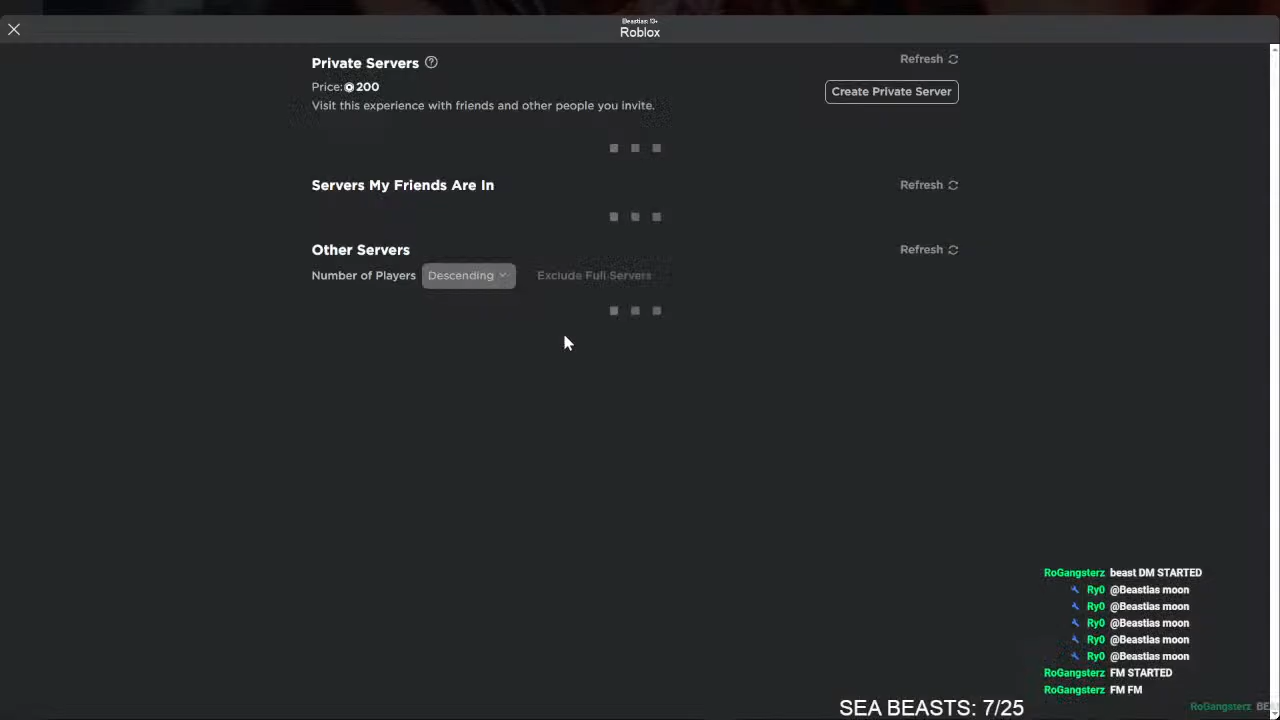 Beastias: 13+
Roblox
Private Servers
Refresh
Price: 200
Create Private Server
Visit this experience with friends and other people you invite.
Servers My Friends Are In
Refresh
Other Servers
Refresh
Number of Players Descending Exclude Full Servers
RoGangsterz beast DM STARTED
Ry0 @Beastias moon
Ry0 @Beastias moon
Ry0 @Beastias moon
Ry0 @Beastias moon
Ry0 @Beastias moon
RoGangsterz FM STARTED
RoGangsterz FM FM
RoGangsterz
SEA BEASTS: 7/25